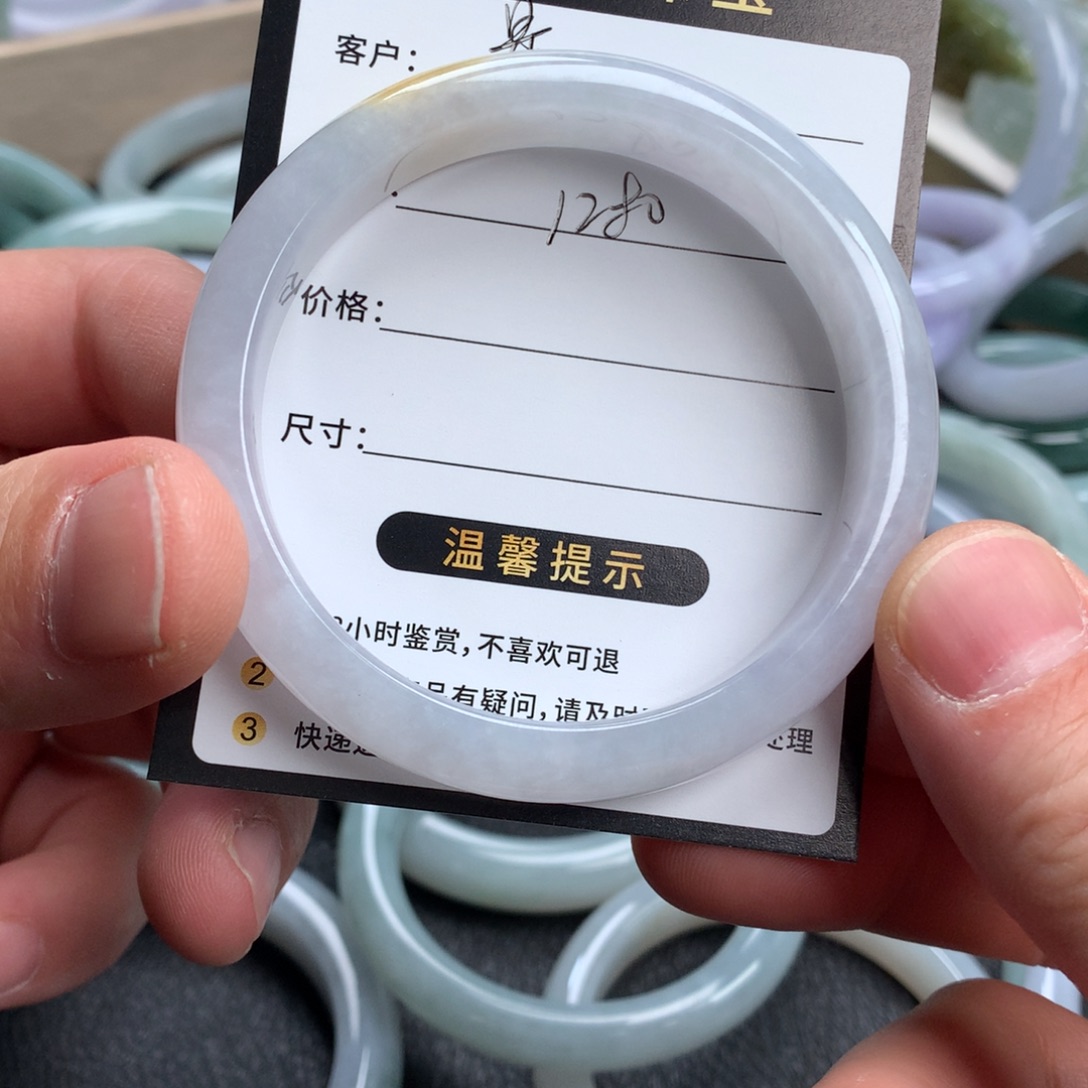 客户：
1280
价格：
尺寸：
温馨提示
小时鉴赏，不喜欢可退
2 有疑问，请及时
3 快递 处理